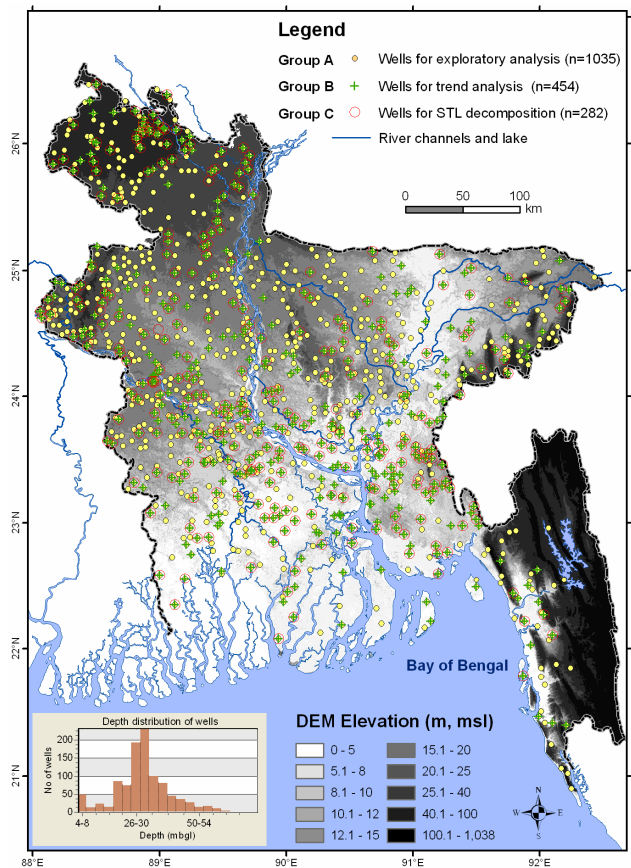 Legend
Group A Wells for exploratory analysis (n=1035)
Group B Wells for trend analysis (n=454)
Group C Wells for STL decomposition (n=282)
River channels and lake
0 50 100
km
26°N
25°N
24°N
23°N
22°N
21°N
Bay of Bengal
Depth distribution of wells
No of wells
200
150
100
50
0
4-8 26-30 50-54
Depth (mbgl)
DEM Elevation (m, msl)
0 - 5 15.1 - 20
5.1 - 8 20.1 - 25
8.1 - 10 25.1 - 40
10.1 - 12 40.1 - 100
12.1 - 15 100.1 - 1,038
N
W E
S
88°E 89°E 90°E 91°E 92°E